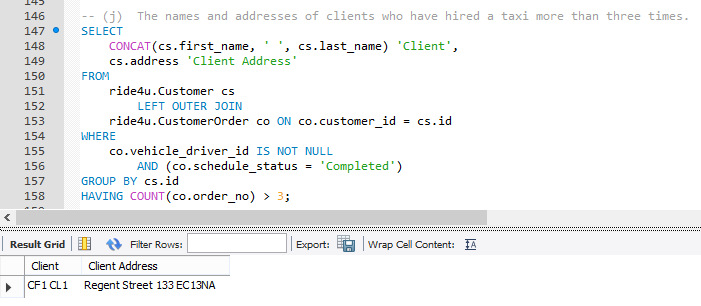 145
146 -- (j)  The names and addresses of clients who have hired a taxi more than three times.
147 SELECT
148 CONCAT(cs.first_name, ' ', cs.last_name) 'Client',
149 cs.address 'Client Address'
150 FROM
151 ride4u.Customer cs
152 LEFT OUTER JOIN
153 ride4u.CustomerOrder co ON co.customer_id = cs.id
154 WHERE
155 co.vehicle_driver_id IS NOT NULL
156 AND (co.schedule_status = 'Completed')
157 GROUP BY cs.id
158 HAVING COUNT(co.order_no) > 3;
Result Grid Filter Rows: Export: Wrap Cell Content: IA
Client Client Address
CF1 CL1 Regent Street 133 EC13NA